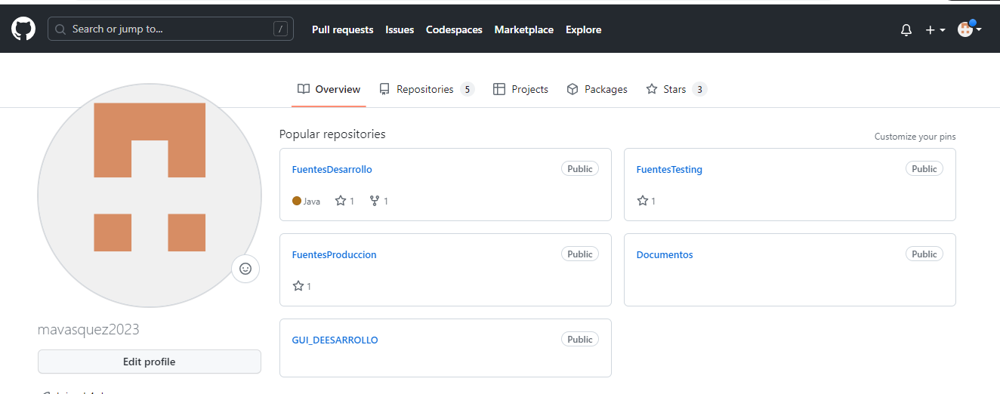 Search or jump to... / Pull requests Issues Codespaces Marketplace Explore
Overview Repositories 5 Projects Packages Stars 3
Popular repositories
Customize your pins
FuentesDesarrollo Public
Java 1 1
FuentesTesting Public
1
FuentesProduccion Public
1
Documentos Public
GUI_DEESARROLLO Public
mavasquez2023
Edit profile